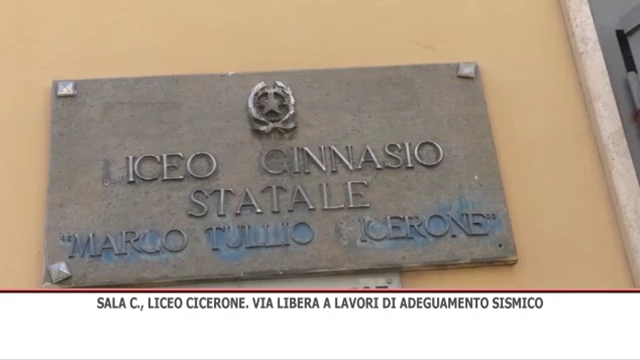 LICEO GINNASIO
STATALE
"MARCO TULLIO CICERONE"
SALA C., LICEO CICERONE. VIA LIBERA A LAVORI DI ADEGUAMENTO SISMICO